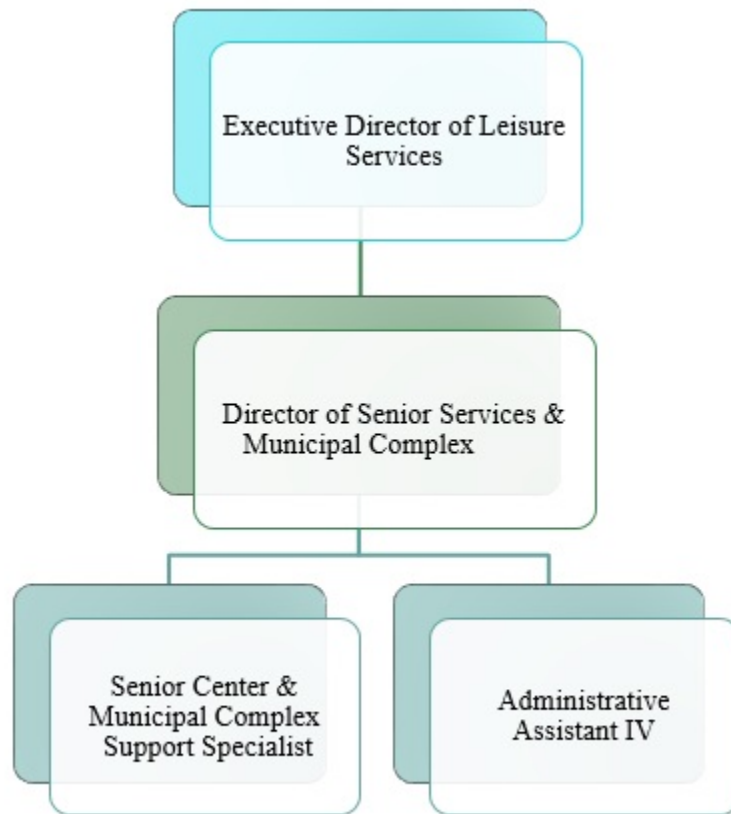 Executive Director of Leisure
Services
Director of Senior Services &
Municipal Complex
Senior Center &
Municipal Complex
Support Specialist
Administrative
Assistant IV